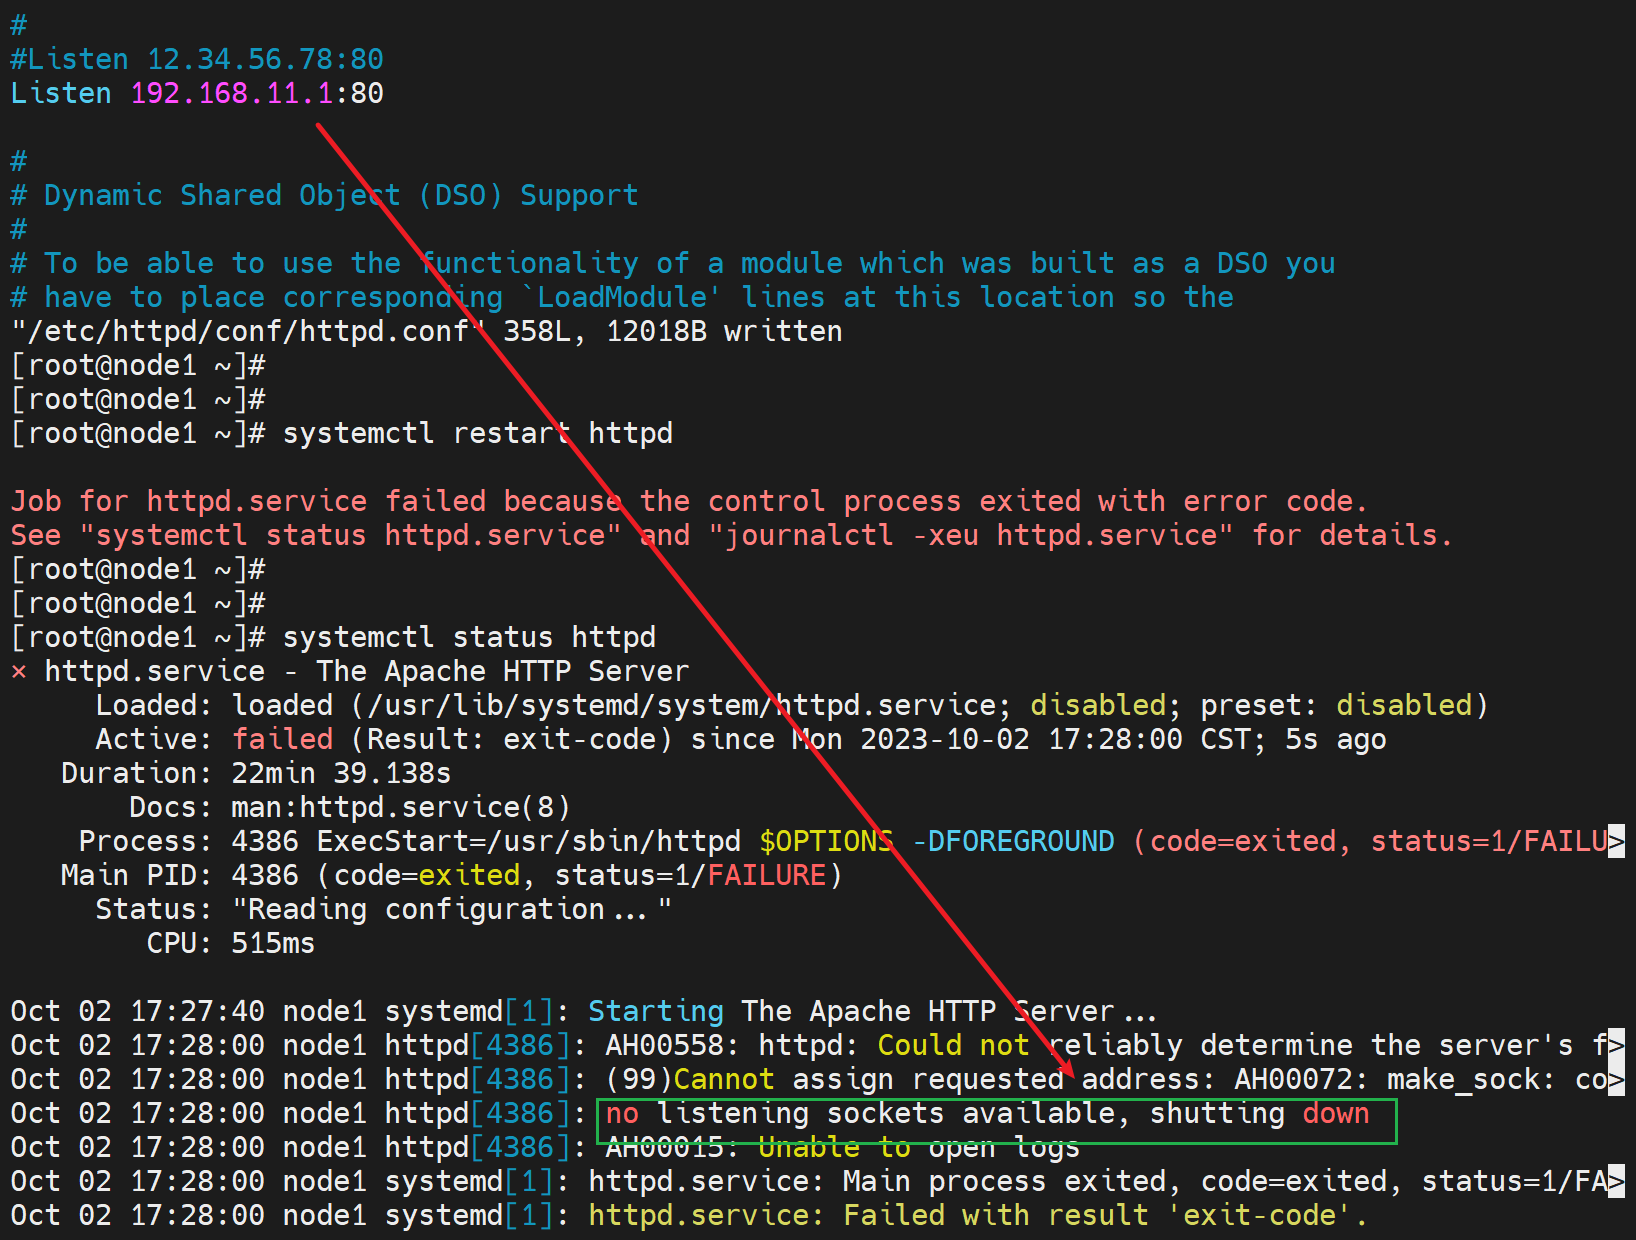 #
#Listen 12.34.56.78:80
Listen 192.168.11.1:80
#
# Dynamic Shared Object (DSO) Support
#
# To be able to use the functionality of a module which was built as a DSO you
# have to place corresponding `LoadModule' lines at this location so the
"/etc/httpd/conf/httpd.conf" 358L, 12018B written
[root@node1 ~]#
[root@node1 ~]#
[root@node1 ~]# systemctl restart httpd
Job for httpd.service failed because the control process exited with error code.
See "systemctl status httpd.service" and "journalctl -xeu httpd.service" for details.
[root@node1 ~]#
[root@node1 ~]#
[root@node1 ~]# systemctl status httpd
× httpd.service - The Apache HTTP Server
Loaded: loaded (/usr/lib/systemd/system/httpd.service; disabled; preset: disabled)
Active: failed (Result: exit-code) since Mon 2023-10-02 17:28:00 CST; 5s ago
Duration: 22min 39.138s
Docs: man:httpd.service(8)
Process: 4386 ExecStart=/usr/sbin/httpd $OPTIONS -DFOREGROUND (code=exited, status=1/FAILU>
Main PID: 4386 (code=exited, status=1/FAILURE)
Status: "Reading configuration..."
CPU: 515ms
Oct 02 17:27:40 node1 systemd[1]: Starting The Apache HTTP Server...
Oct 02 17:28:00 node1 httpd[4386]: AH00558: httpd: Could not reliably determine the server's f>
Oct 02 17:28:00 node1 httpd[4386]: (99)Cannot assign requested address: AH00072: make_sock: co>
Oct 02 17:28:00 node1 httpd[4386]: no listening sockets available, shutting down
Oct 02 17:28:00 node1 httpd[4386]: AH00015: Unable to open logs
Oct 02 17:28:00 node1 systemd[1]: httpd.service: Main process exited, code=exited, status=1/FA>
Oct 02 17:28:00 node1 systemd[1]: httpd.service: Failed with result 'exit-code'.